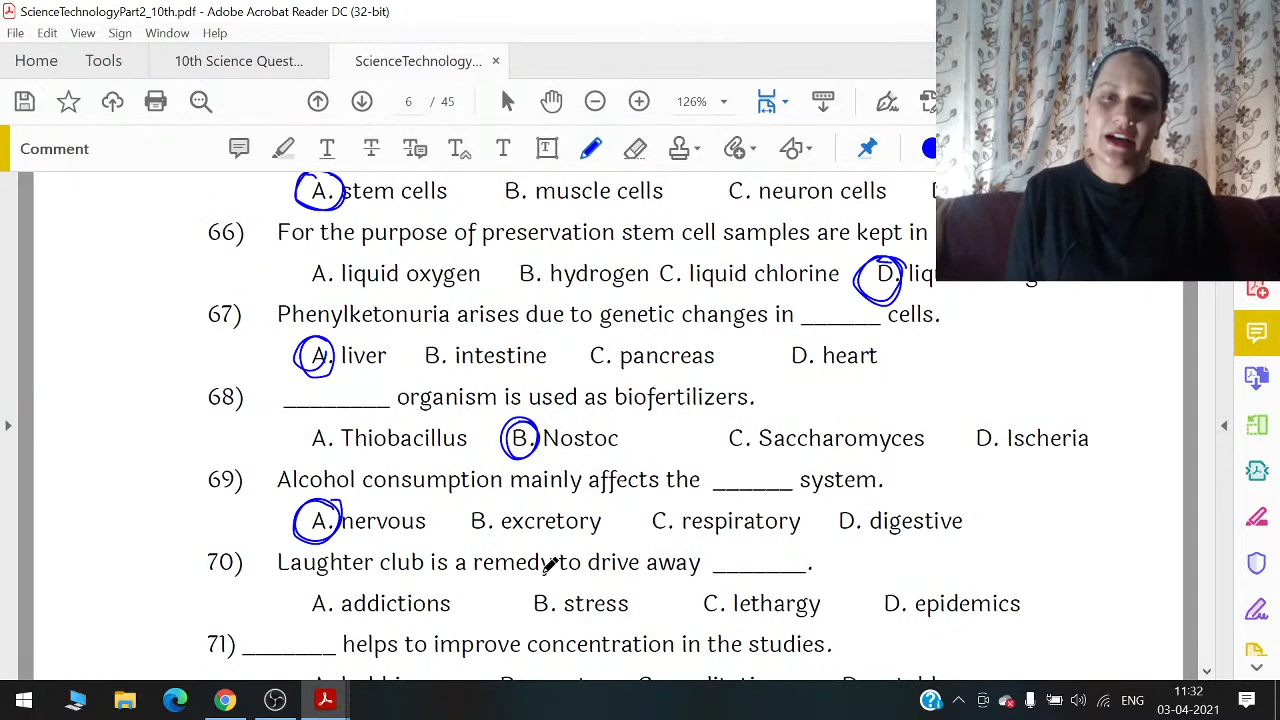 ScienceTechnologyPart2_10th.pdf - Adobe Acrobat Reader DC (32-bit)
File Edit View Sign Window Help
Home Tools 10th Science Quest... ScienceTechnology... ×
6 / 45 126%
Comment
A. stem cells B. muscle cells C. neuron cells
66) For the purpose of preservation stem cell samples are kept in
A. liquid oxygen B. hydrogen C. liquid chlorine D.
67) Phenylketonuria arises due to genetic changes in ______ cells.
A. liver B. intestine C. pancreas D. heart
68) ________ organism is used as biofertilizers.
A. Thiobacillus B. Nostoc C. Saccharomyces D. Ischeria
69) Alcohol consumption mainly affects the ______ system.
A. nervous B. excretory C. respiratory D. digestive
70) Laughter club is a remedy to drive away _______.
A. addictions B. stress C. lethargy D. epidemics
71) _______ helps to improve concentration in the studies.
ENG
11:32
03-04-2021